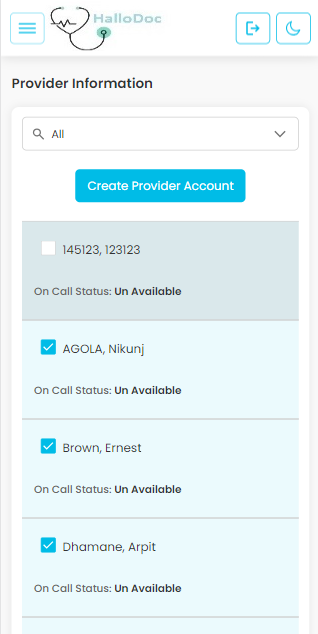 HalloDoc
Provider Information
All
Create Provider Account
145123, 123123
On Call Status: Un Available
AGOLA, Nikunj
On Call Status: Un Available
Brown, Ernest
On Call Status: Un Available
Dhamane, Arpit
On Call Status: Un Available